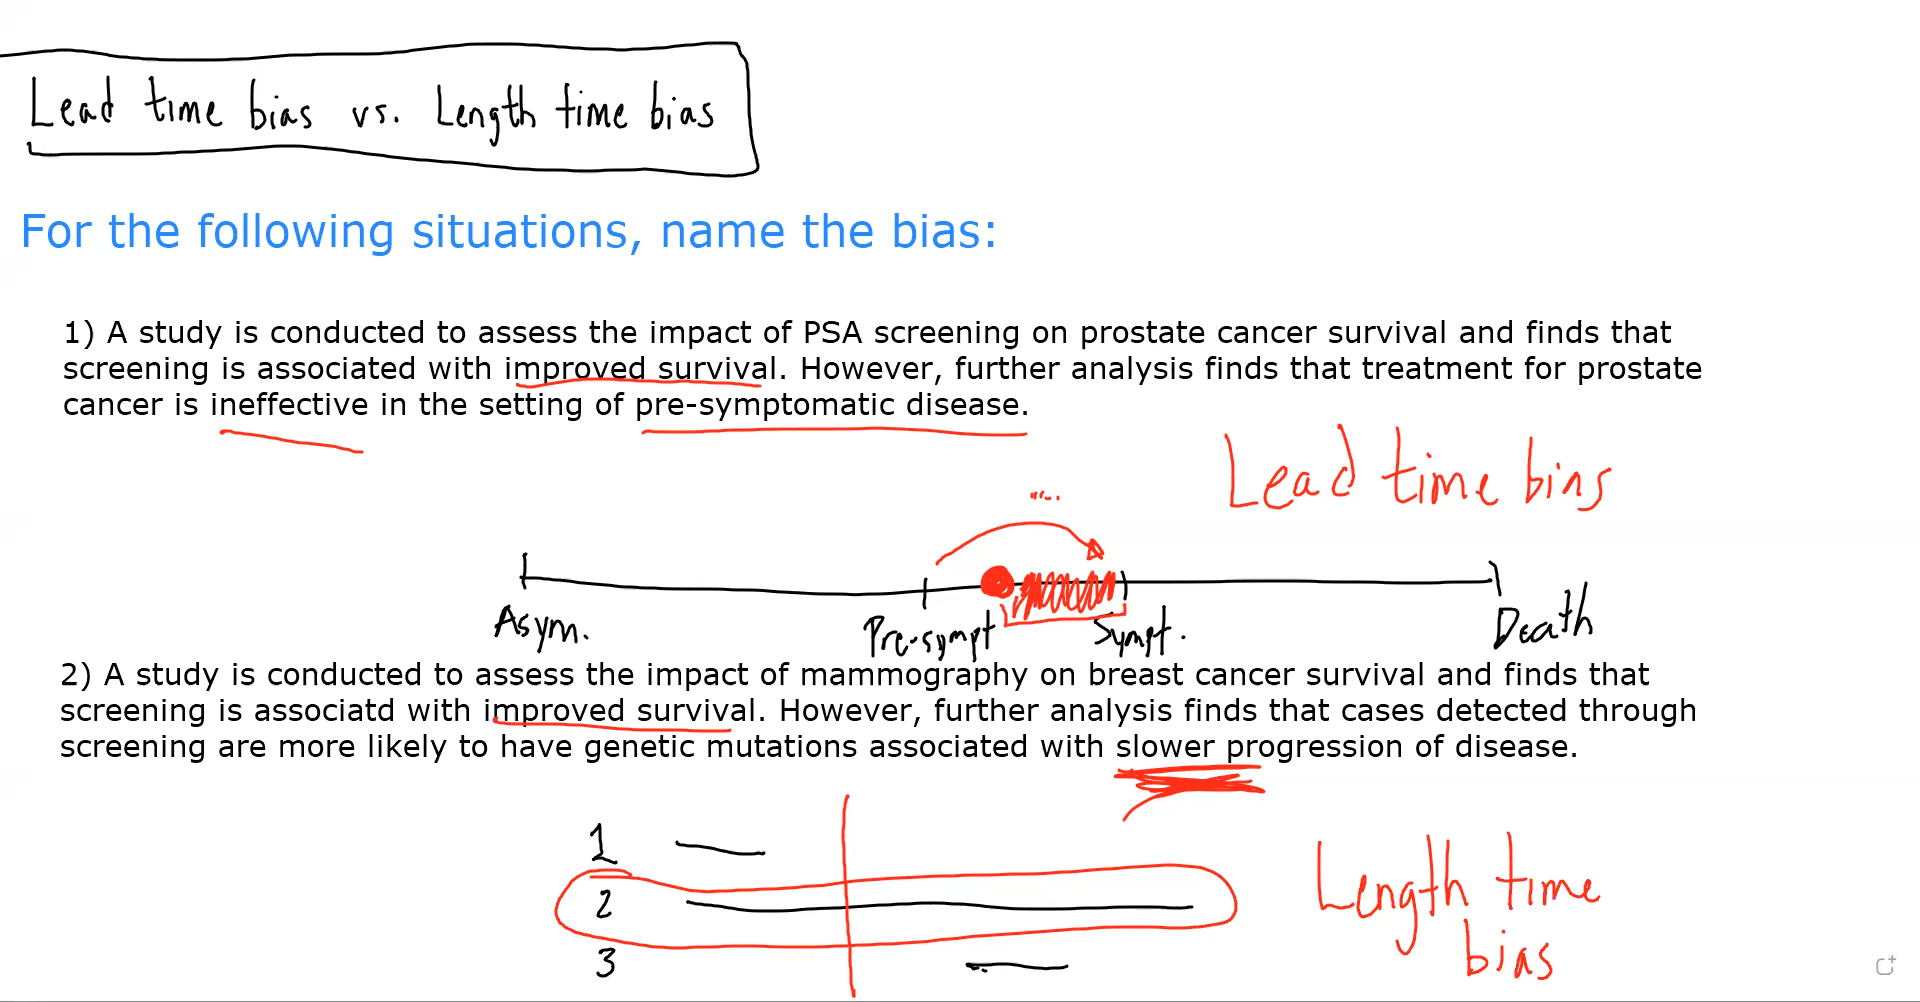 Lead time bias vs. Length time bias
For the following situations, name the bias:
1) A study is conducted to assess the impact of PSA screening on prostate cancer survival and finds that
screening is associated with improved survival. However, further analysis finds that treatment for prostate
cancer is ineffective in the setting of pre-symptomatic disease.
Lead time bias
Asym. Pre-sympt Sympt. Death
2) A study is conducted to assess the impact of mammography on breast cancer survival and finds that
screening is associatd with improved survival. However, further analysis finds that cases detected through
screening are more likely to have genetic mutations associated with slower progression of disease.
1
2
3
Length time
bias